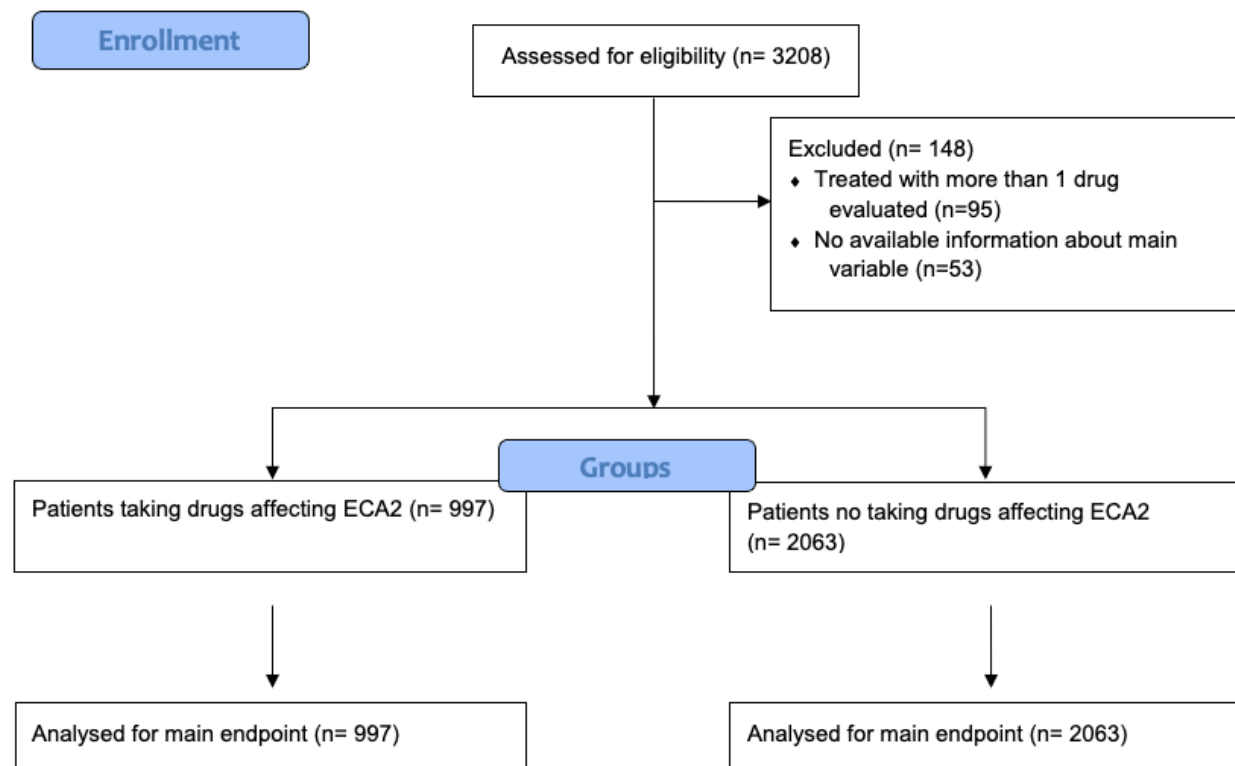 Enrollment
Assessed for eligibility (n= 3208)
Excluded (n= 148)
♦ Treated with more than 1 drug
evaluated (n=95)
♦ No available information about main
variable (n=53)
Groups
Patients taking drugs affecting ECA2 (n= 997)
Patients no taking drugs affecting ECA2
(n= 2063)
Analysed for main endpoint (n= 997)
Analysed for main endpoint (n= 2063)